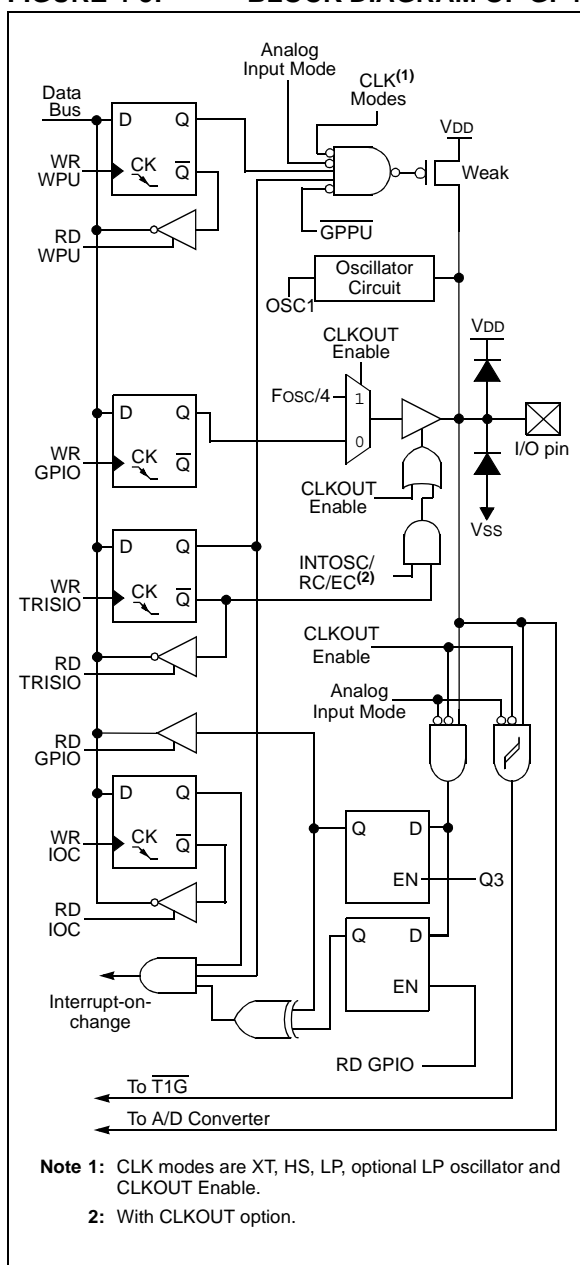 FIGURE 4-3: BLOCK DIAGRAM OF GP4
Analog
Input Mode
CLK(1)
Modes
Data
Bus
D Q
VDD
WR
WPU
CK Q
Weak
RD
WPU
GPPU
Oscillator
Circuit
OSC1
CLKOUT
Enable
VDD
FOSC/4
1
D Q
0
I/O pin
WR
GPIO
CK Q
CLKOUT
Enable
VSS
D Q
INTOSC/
RC/EC(2)
WR
TRISIO
CK Q
CLKOUT
Enable
RD
TRISIO
Analog
Input Mode
RD
GPIO
D Q
Q D
WR
IOC
CK Q
EN Q3
RD
IOC
Q D
EN
Interrupt-on-
change
RD GPIO
To T1G
To A/D Converter
Note 1: CLK modes are XT, HS, LP, optional LP oscillator and
CLKOUT Enable.
2: With CLKOUT option.